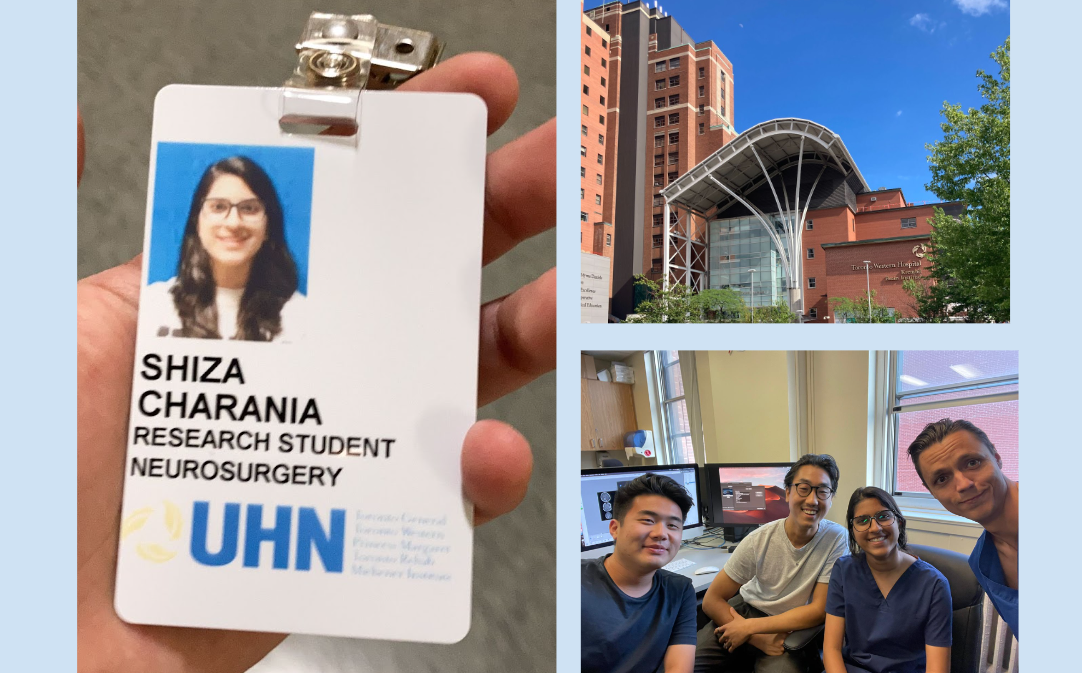 SHIZA
CHARANIA
RESEARCH STUDENT
NEUROSURGERY
UHN
Toronto General
Toronto Western
Princess Margaret
Toronto Rehab
Michener Institute
Toronto Western Hospital